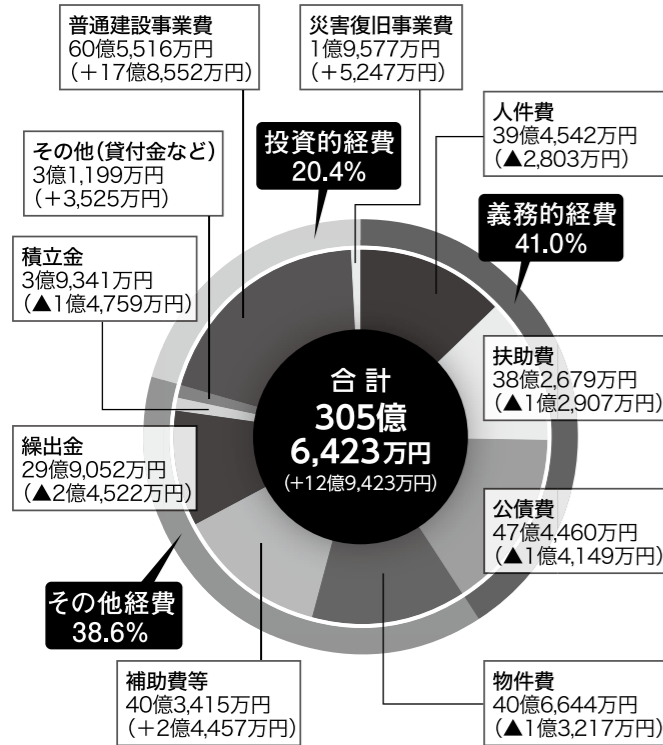 普通建設事業費
60億5,516万円
(+17億8,552万円)
災害復旧事業費
1億9,577万円
(+5,247万円)
人件費
39億4,542万円
(▲2,803万円)
その他(貸付金など)
3億1,199万円
(+3,525万円)
投資的経費
20.4%
義務的経費
41.0%
積立金
3億9,341万円
(▲1億4,759万円)
扶助費
38億2,679万円
(▲1億2,907万円)
合計
305億
6,423万円
(+12億9,423万円)
繰出金
29億9,052万円
(▲2億4,522万円)
公債費
47億4,460万円
(▲1億4,149万円)
その他経費
38.6%
補助費等
40億3,415万円
(+2億4,457万円)
物件費
40億6,644万円
(▲1億3,217万円)